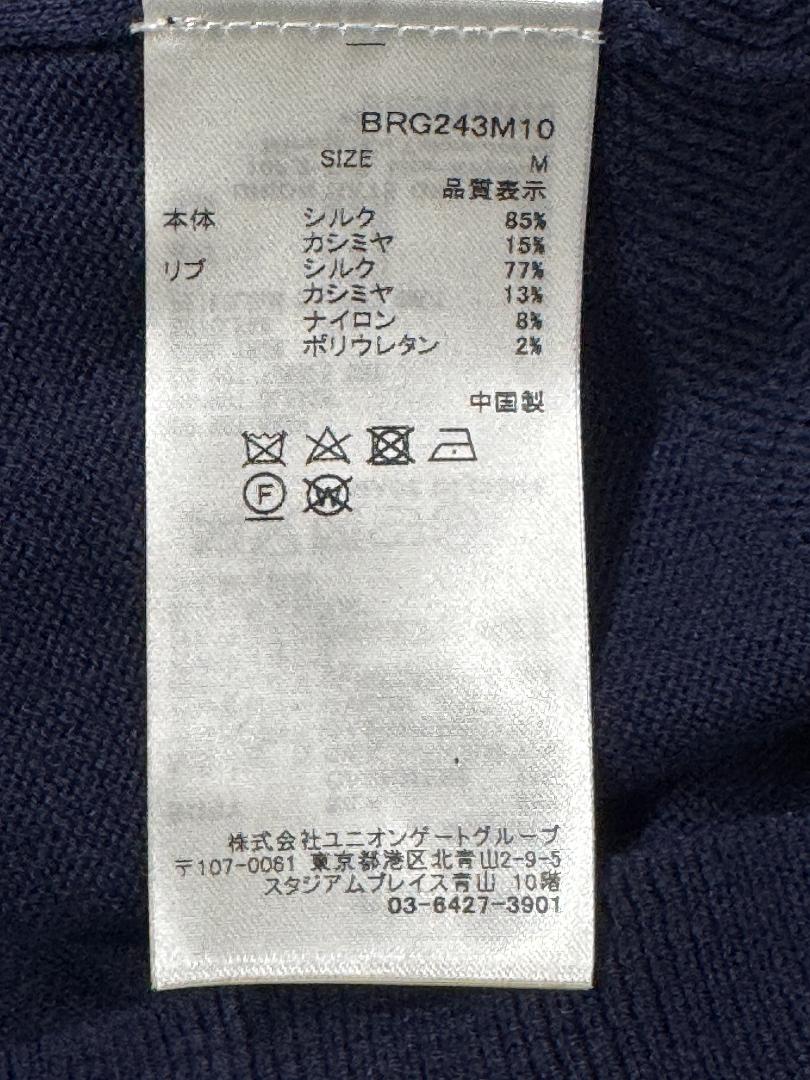 BRG243M10
SIZE M
品質表示
本体 シルク 85%
カシミヤ 15%
リブ シルク 77%
カシミヤ 13%
ナイロン 8%
ポリウレタン 2%
中国製
F
W
株式会社ユニオンゲートグループ
〒107-0061 東京都港区北青山2-9-5
スタジアムプレイス青山 10階
03-6427-3901